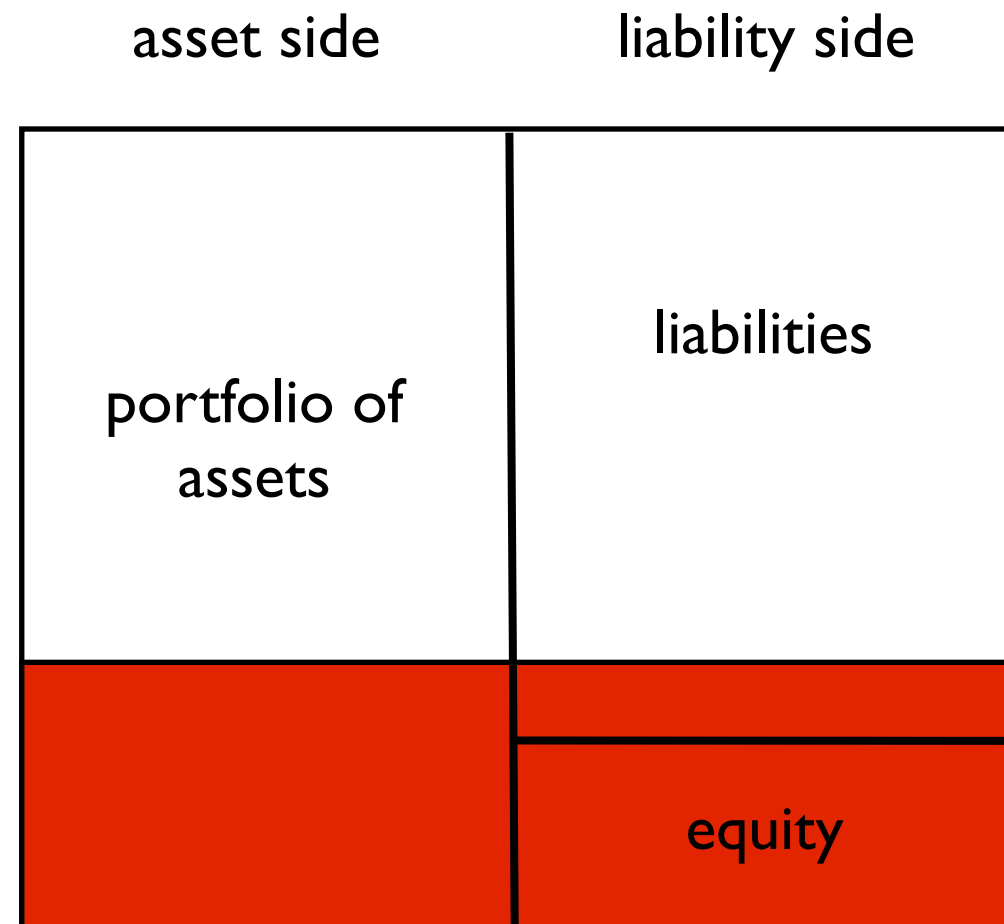 asset side
liability side
liabilities
portfolio of
assets
equity